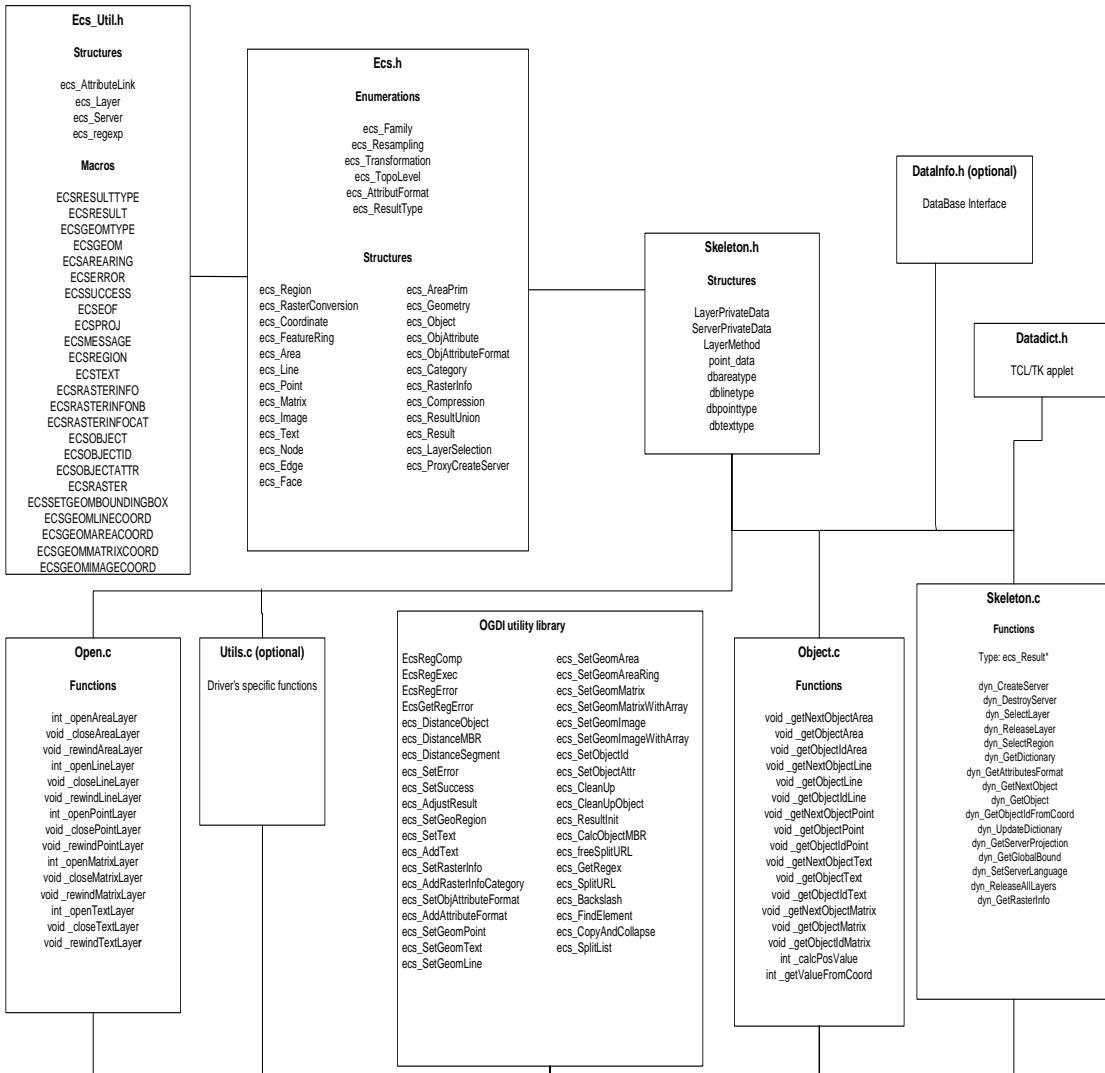 Ecs_Util.h
Structures
ecs_AttributeLink
ecs_Layer
ecs_Server
ecs_regexp
Macros
ECSRESULTTYPE
ECSRESULT
ECSGEOMTYPE
ECSGEOM
ECSAREARING
ECSERROR
ECSSUCCESS
ECSEOF
ECSPROJ
ECSMESSAGE
ECSREGION
ECSTEXT
ECSRASTERINFO
ECSRASTERINFONB
ECSRASTERINFOCAT
ECSOBJECT
ECSOBJECTID
ECSOBJECTATTR
ECSRASTER
ECSSETGEOMBOUNDINGBOX
ECSGEOMLINECOORD
ECSGEOMAREACOORD
ECSGEOMMATRIXCOORD
ECSGEOMIMAGECOORD
Ecs.h
Enumerations
ecs_Family
ecs_Resampling
ecs_Transformation
ecs_TopoLevel
ecs_AttributFormat
ecs_ResultType
Structures
ecs_Region
ecs_RasterConversion
ecs_Coordinate
ecs_FeatureRing
ecs_Area
ecs_Line
ecs_Point
ecs_Matrix
ecs_Image
ecs_Text
ecs_Node
ecs_Edge
ecs_Face
ecs_AreaPrim
ecs_Geometry
ecs_Object
ecs_ObjAttribute
ecs_ObjAttributeFormat
ecs_Category
ecs_RasterInfo
ecs_Compression
ecs_ResultUnion
ecs_Result
ecs_LayerSelection
ecs_ProxyCreateServer
Skeleton.h
Structures
LayerPrivateData
ServerPrivateData
LayerMethod
point_data
dbareatype
dblinetype
dbpointtype
dbtexttype
DataInfo.h (optional)
DataBase Interface
Datadict.h
TCL/TK applet
Open.c
Functions
int _openAreaLayer
void _closeAreaLayer
void _rewindAreaLayer
int _openLineLayer
void _closeLineLayer
void _rewindLineLayer
int _openPointLayer
void _closePointLayer
void _rewindPointLayer
int _openMatrixLayer
void _closeMatrixLayer
void _rewindMatrixLayer
int _openTextLayer
void _closeTextLayer
void _rewindTextLayer
Utils.c (optional)
Driver's specific functions
OGDI utility library
EcsRegComp
EcsRegExec
EcsRegError
EcsGetRegError
ecs_DistanceObject
ecs_DistanceMBR
ecs_DistanceSegment
ecs_SetError
ecs_SetSuccess
ecs_AdjustResult
ecs_SetGeoRegion
ecs_SetText
ecs_AddText
ecs_SetRasterInfo
ecs_AddRasterInfoCategory
ecs_SetObjAttributeFormat
ecs_AddAttributeFormat
ecs_SetGeomPoint
ecs_SetGeomText
ecs_SetGeomLine
ecs_SetGeomArea
ecs_SetGeomAreaRing
ecs_SetGeomMatrix
ecs_SetGeomMatrixWithArray
ecs_SetGeomImage
ecs_SetGeomImageWithArray
ecs_SetObjectId
ecs_SetObjectAttr
ecs_CleanUp
ecs_CleanUpObject
ecs_ResultInit
ecs_CalcObjectMBR
ecs_freeSplitURL
ecs_GetRegex
ecs_SplitURL
ecs_Backslash
ecs_FindElement
ecs_CopyAndCollapse
ecs_SplitList
Object.c
Functions
void _getNextObjectArea
void _getObjectArea
void _getObjectIdArea
void _getNextObjectLine
void _getObjectLine
void _getObjectIdLine
void _getNextObjectPoint
void _getObjectPoint
void _getObjectIdPoint
void _getNextObjectText
void _getObjectText
void _getObjectIdText
void _getNextObjectMatrix
void _getObjectMatrix
void _getObjectIdMatrix
int _calcPosValue
int _getValueFromCoord
Skeleton.c
Functions
Type: ecs_Result*
dyn_CreateServer
dyn_DestroyServer
dyn_SelectLayer
dyn_ReleaseLayer
dyn_SelectRegion
dyn_GetDictionary
dyn_GetAttributesFormat
dyn_GetNextObject
dyn_GetObject
dyn_GetObjectIdFromCoord
dyn_UpdateDictionary
dyn_GetServerProjection
dyn_GetGlobalBound
dyn_SetServerLanguage
dyn_ReleaseAllLayers
dyn_GetRasterInfo